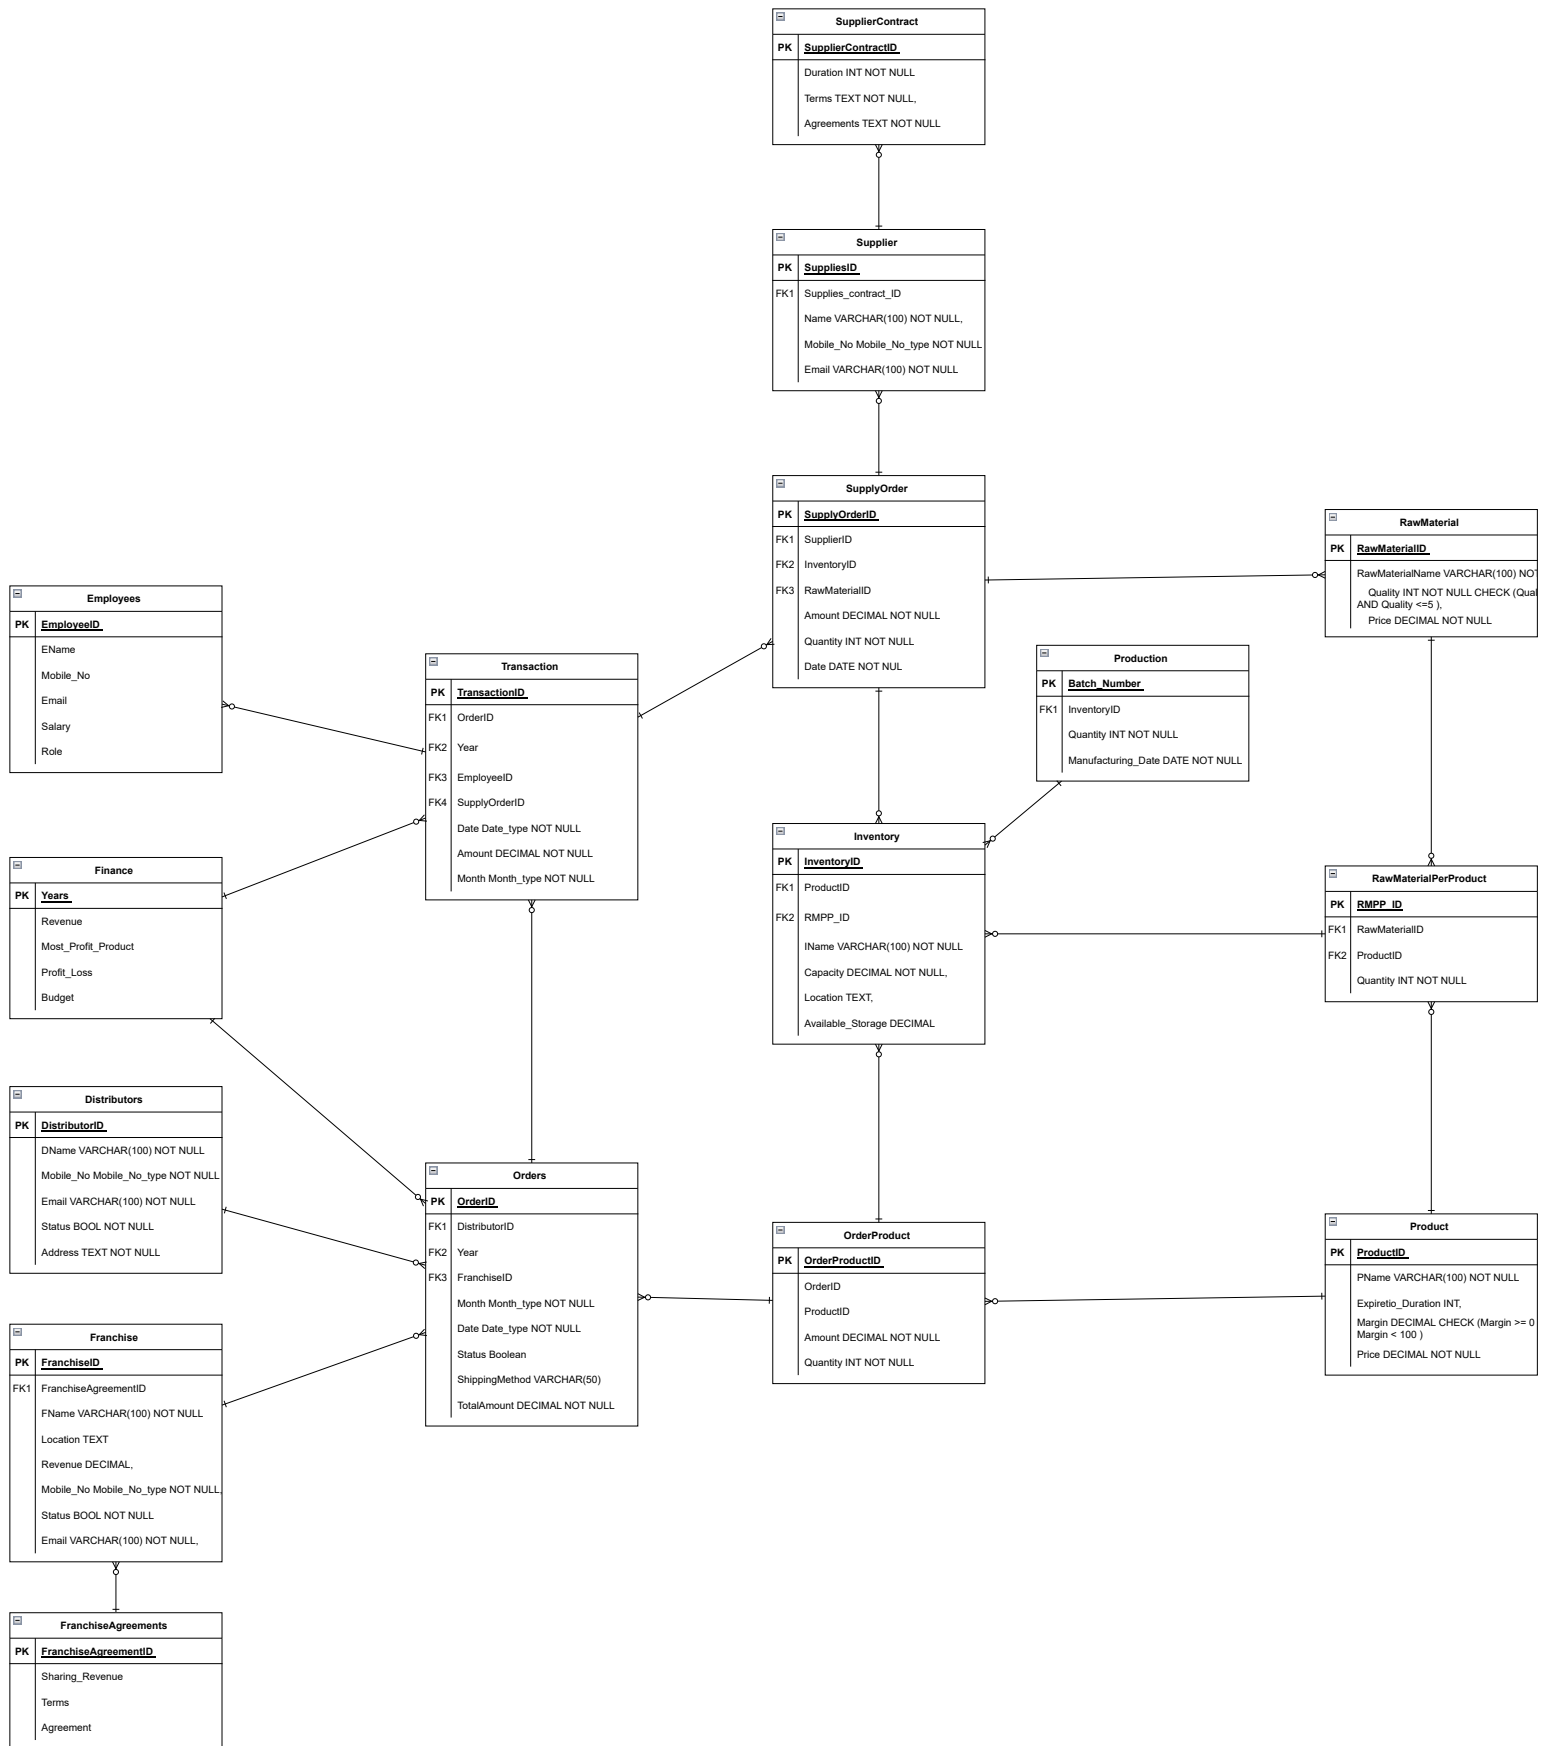 SupplierContract
PK SupplierContractID
Duration INT NOT NULL
Terms TEXT NOT NULL,
Agreements TEXT NOT NULL
Supplier
PK SuppliesID
FK1 Supplies_contract_ID
Name VARCHAR(100) NOT NULL,
Mobile_No Mobile_No_type NOT NULL
Email VARCHAR(100) NOT NULL
SupplyOrder
PK SupplyOrderID
FK1 SupplierID
FK2 InventoryID
FK3 RawMaterialID
Amount DECIMAL NOT NULL
Quantity INT NOT NULL
Date DATE NOT NUL
RawMaterial
PK RawMaterialID
RawMaterialName VARCHAR(100) NOT
Quality INT NOT NULL CHECK (Qual
AND Quality <=5 ),
Price DECIMAL NOT NULL
Employees
PK EmployeeID
EName
Mobile_No
Email
Salary
Role
Transaction
PK TransactionID
FK1 OrderID
FK2 Year
FK3 EmployeeID
FK4 SupplyOrderID
Date Date_type NOT NULL
Amount DECIMAL NOT NULL
Month Month_type NOT NULL
Production
PK Batch_Number
FK1 InventoryID
Quantity INT NOT NULL
Manufacturing_Date DATE NOT NULL
Finance
PK Years
Revenue
Most_Profit_Product
Profit_Loss
Budget
Inventory
PK InventoryID
FK1 ProductID
FK2 RMPP_ID
IName VARCHAR(100) NOT NULL
Capacity DECIMAL NOT NULL,
Location TEXT,
Available_Storage DECIMAL
RawMaterialPerProduct
PK RMPP_ID
FK1 RawMaterialID
FK2 ProductID
Quantity INT NOT NULL
Distributors
PK DistributorID
DName VARCHAR(100) NOT NULL
Mobile_No Mobile_No_type NOT NULL
Email VARCHAR(100) NOT NULL
Status BOOL NOT NULL
Address TEXT NOT NULL
Orders
PK OrderID
FK1 DistributorID
FK2 Year
FK3 FranchiseID
Month Month_type NOT NULL
Date Date_type NOT NULL
Status Boolean
ShippingMethod VARCHAR(50)
TotalAmount DECIMAL NOT NULL
OrderProduct
PK OrderProductID
OrderID
ProductID
Amount DECIMAL NOT NULL
Quantity INT NOT NULL
Product
PK ProductID
PName VARCHAR(100) NOT NULL
Expiretio_Duration INT,
Margin DECIMAL CHECK (Margin >= 0
Margin < 100 )
Price DECIMAL NOT NULL
Franchise
PK FranchiseID
FK1 FranchiseAgreementID
FName VARCHAR(100) NOT NULL
Location TEXT
Revenue DECIMAL,
Mobile_No Mobile_No_type NOT NULL,
Status BOOL NOT NULL
Email VARCHAR(100) NOT NULL,
FranchiseAgreements
PK FranchiseAgreementID
Sharing_Revenue
Terms
Agreement